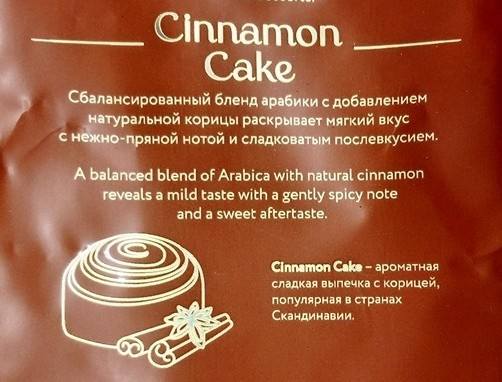 Cinnamon
Cake
Сбалансированный бленд арабики с добавлением
натуральной корицы раскрывает мягкий вкус
с нежно-пряной нотой и сладковатым послевкусием.
A balanced blend of Arabica with natural cinnamon
reveals a mild taste with a gently spicy note
and a sweet aftertaste.
Cinnamon Cake – ароматная
сладкая выпечка с корицей,
популярная в странах
Скандинавии.